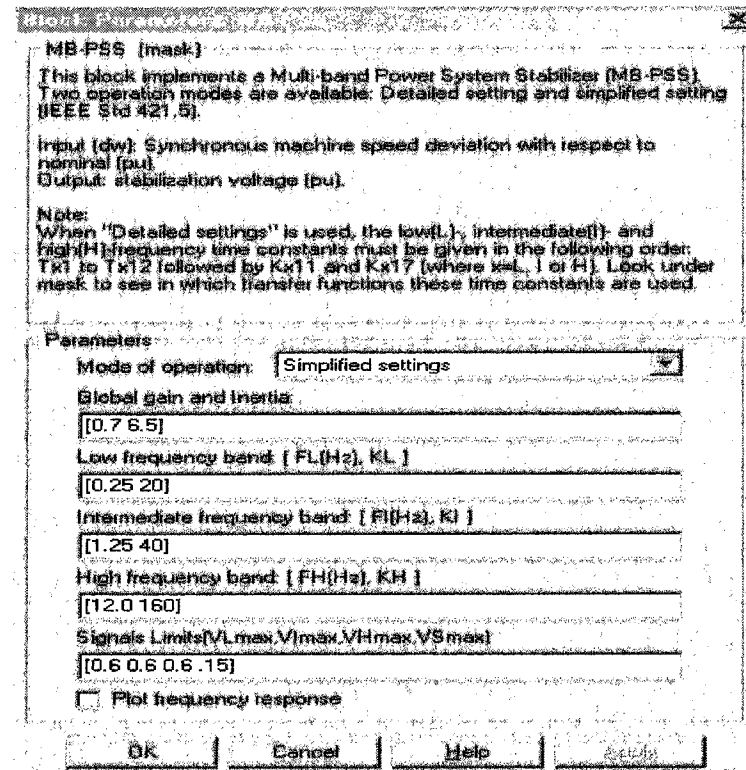 Block Parameters:
MB-PSS (mask)
This block implements a Multi-band Power System Stabilizer (MB-PSS).
Two operation modes are available: Detailed setting and simplified setting
(IEEE Std 421.5).
Input (dw): Synchronous machine speed deviation with respect to
nominal (pu).
Output: stabilization voltage (pu).
Note:
When "Detailed settings" is used, the low(L)-, intermediate(I)- and
high(H)-frequency time constants must be given in the following order:
Tx1 to Tx12 followed by Kx11 and Kx17 (where x=L, I or H). Look under
mask to see in which transfer functions these time constants are used.
Parameters
Mode of operation: Simplified settings
Global gain and Inertia:
[0.7 6.5]
Low frequency band: [ FL(Hz), KL ]
[0.25 20]
Intermediate frequency band: [ FI(Hz), KI ]
[1.25 40]
High frequency band: [ FH(Hz), KH ]
[12.0 160]
Signals Limits(VLmax,VImax,VHmax,VSmax)
[0.6 0.6 0.6 .15]
Plot frequency response
OK Cancel Help Apply